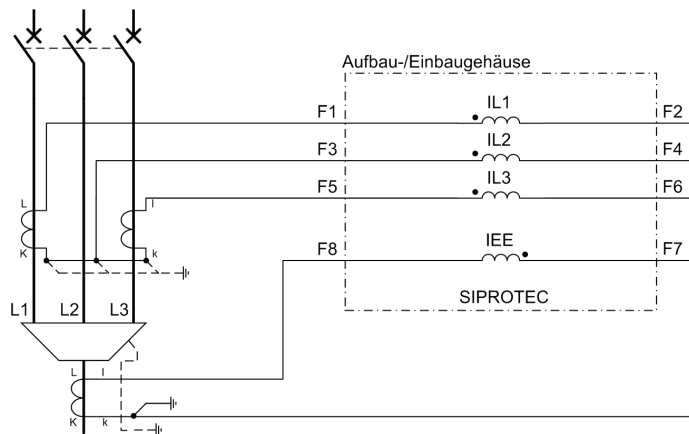 Aufbau-/Einbaugehäuse
F1 IL1 F2
F3 IL2 F4
F5 IL3 F6
L l
K k
F8 IEE F7
SIPROTEC
L1 L2 L3
L l
K k